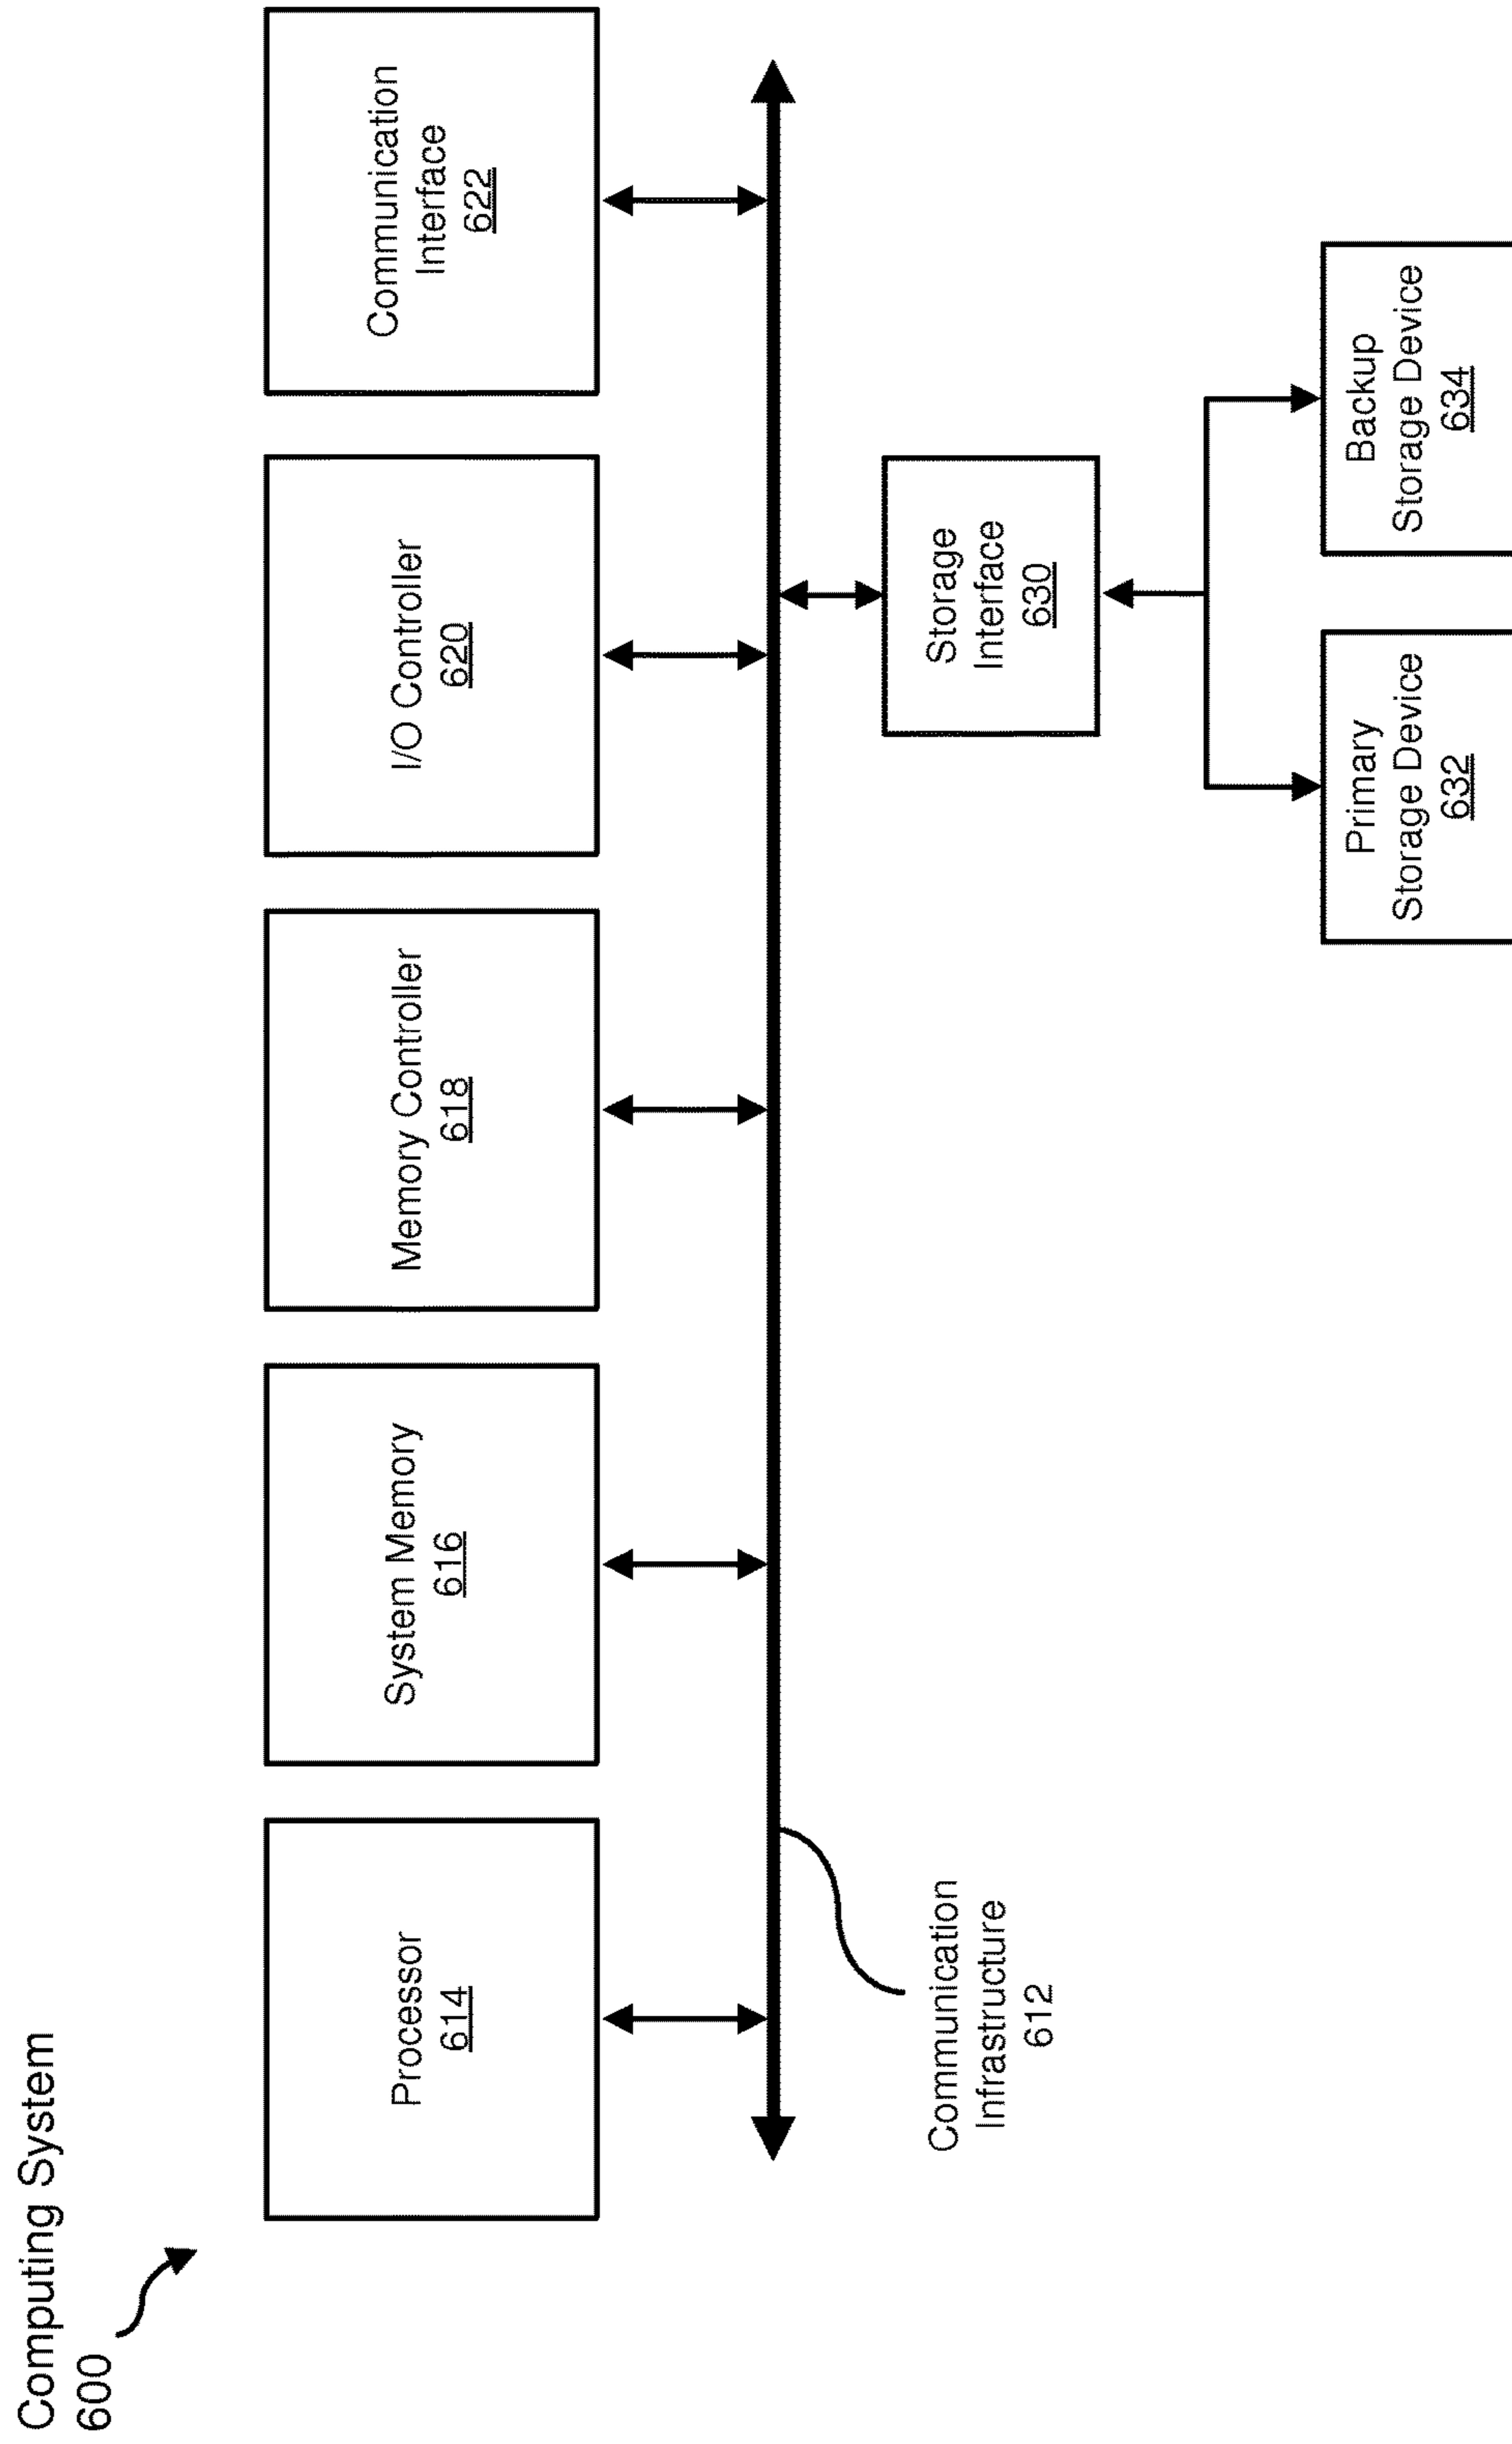 Computing System
600
Processor
614
System Memory
616
Memory Controller
618
I/O Controller
620
Communication
Interface
622
Communication
Infrastructure
612
Storage
Interface
630
Primary
Storage Device
632
Backup
Storage Device
634